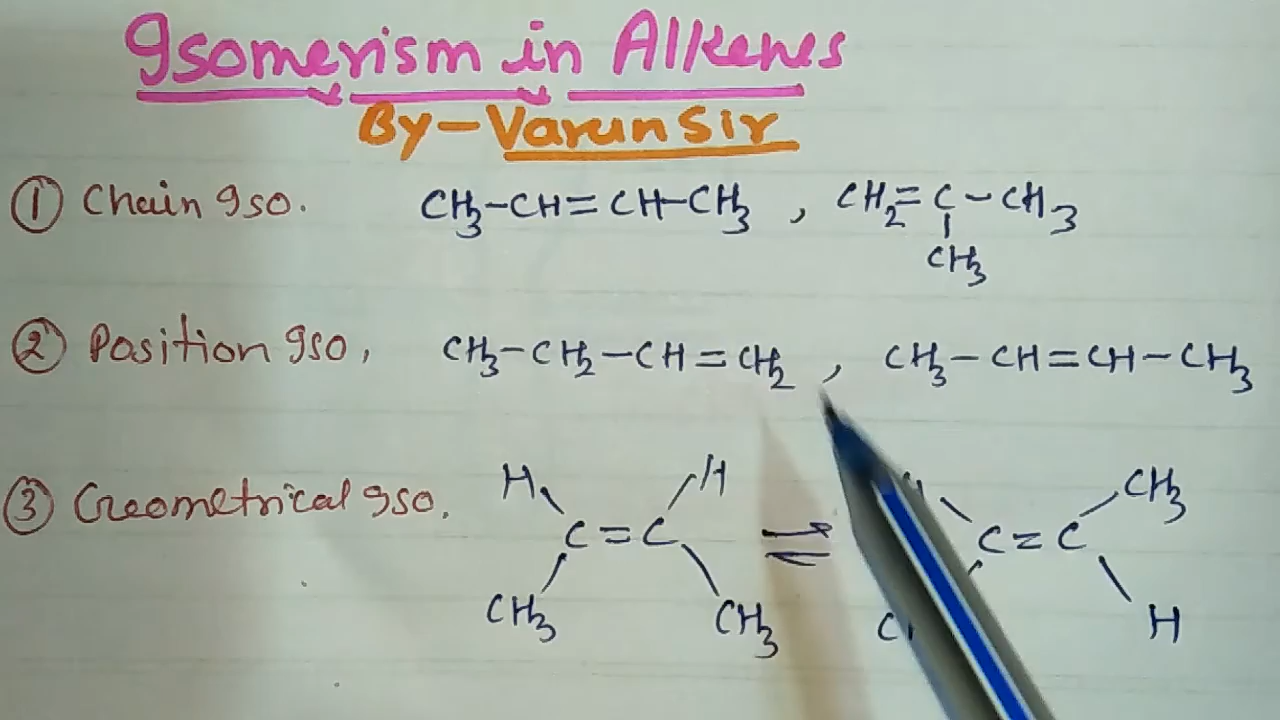 Isomerism in Alkenes
By-Varun Sir
① Chain Iso. CH3-CH=CH-CH3 , CH2=C-CH3
CH3
② Position Iso, CH3-CH2-CH=CH2 , CH3-CH=CH-CH3
③ Geometrical Iso. H H CH3
C=C ⇌ C=C
CH3 CH3 H